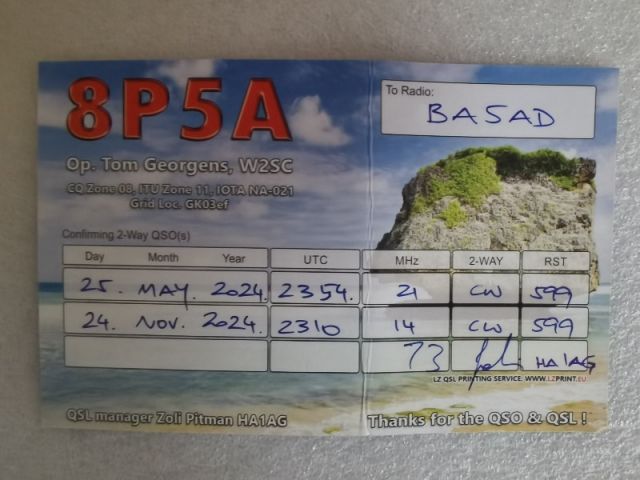 8P5A
To Radio:
BA5AD
Op. Tom Georgens, W2SC
CQ Zone 08, ITU Zone 11, IOTA NA-021
Grid Loc. GK03ef
Confirming 2-Way QSO(s)
Day Month Year UTC MHz 2-WAY RST
25. MAY. 2024. 2354. 21 CW 599
24. NOV. 2024. 2310 14 CW 599
73 HA1AG
LZ QSL PRINTING SERVICE. WWW.LZPRINT.EU
QSL manager Zoli Pitman HA1AG Thanks for the QSO & QSL !